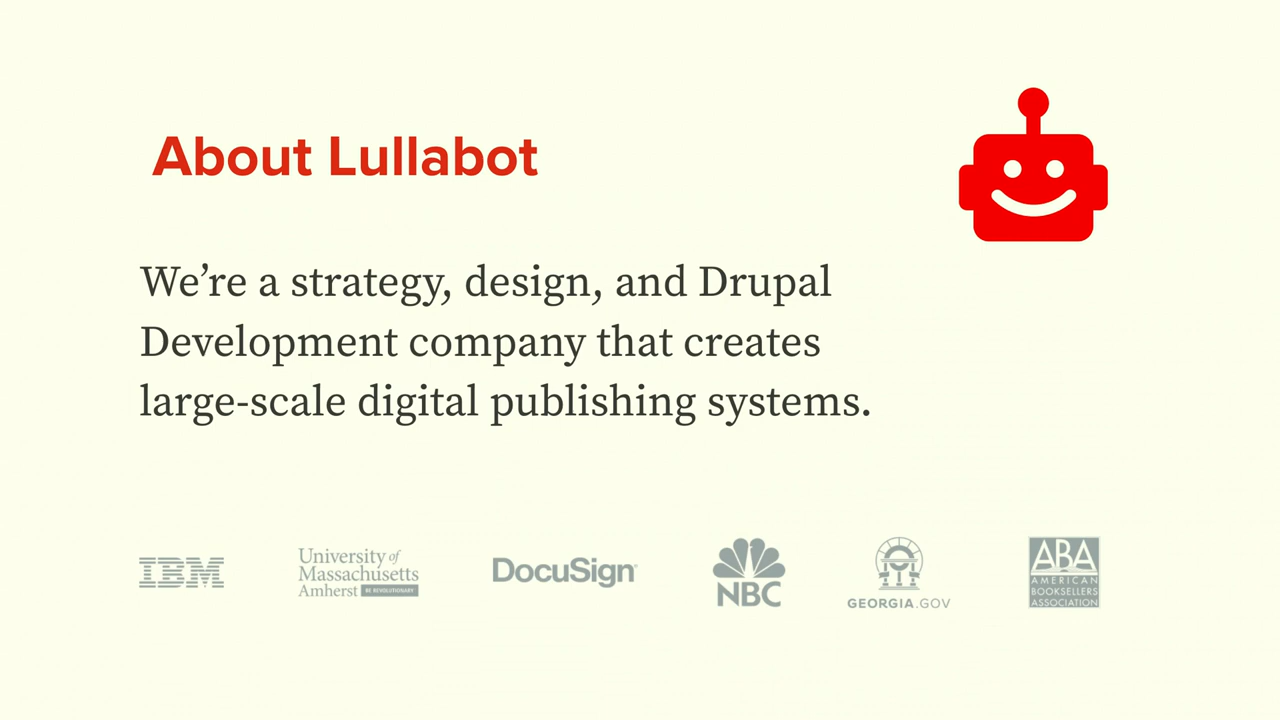 About Lullabot
We’re a strategy, design, and Drupal
Development company that creates
large-scale digital publishing systems.
IBM
University of
Massachusetts
Amherst BE REVOLUTIONARY
DocuSign
NBC
GEORGIA.GOV
ABA
AMERICAN
BOOKSELLERS
ASSOCIATION